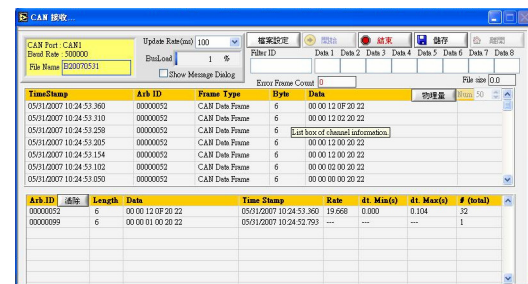 CAN 接收...
CAN Port : CAN1
Baud Rate : 500000
File Name B20070531
Update Rate(ms) 100
BusLoad 1 %
Show Message Dialog
檔案設定 開始 結束 儲存 離開
Filter ID Data 1 Data 2 Data 3 Data 4 Data 5 Data 6 Data 7 Data 8
Error Frame Count 0 File size 0.0
TimeStamp Arb ID Frame Type Byte Data 物理量 Num 50
05/31/2007 10:24:53.360 00000052 CAN Data Frame 6 00 00 12 0F 20 22
05/31/2007 10:24:53.310 00000052 CAN Data Frame 6 00 00 12 02 20 22
05/31/2007 10:24:53.258 00000052 CAN Data Frame 6 List box of channel information.
05/31/2007 10:24:53.205 00000052 CAN Data Frame 6 00 00 12 00 20 22
05/31/2007 10:24:53.154 00000052 CAN Data Frame 6 00 00 12 00 20 22
05/31/2007 10:24:53.102 00000052 CAN Data Frame 6 00 00 02 00 20 22
05/31/2007 10:24:53.050 00000052 CAN Data Frame 6 00 00 00 00 20 22
Arb.ID 清除 Length Data Time Stamp Rate dt. Min(s) dt. Max(s) # (total)
00000052 6 00 00 12 0F 20 22 05/31/2007 10:24:53.360 19.668 0.000 0.104 32
00000099 6 00 00 01 00 20 22 05/31/2007 10:24:52.793 --- --- --- 1